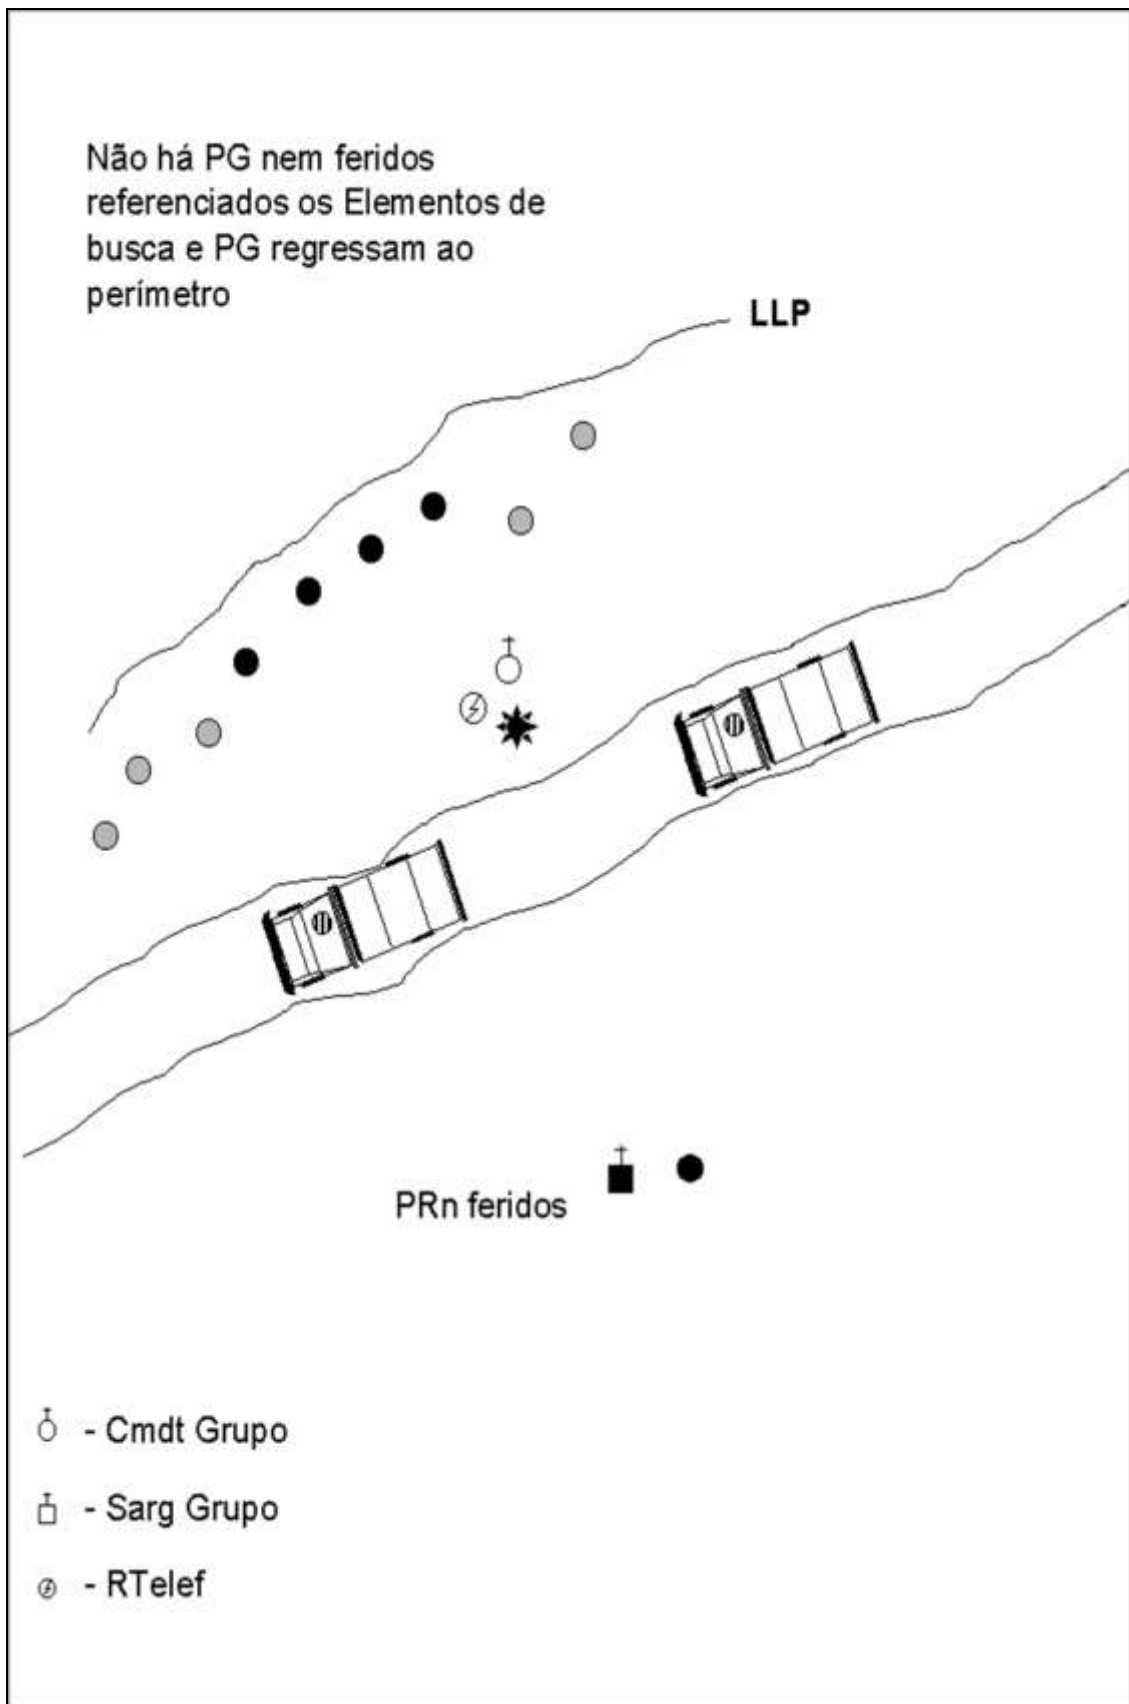 Não há PG nem feridos
referenciados os Elementos de
busca e PG regressam ao
perímetro
LLP
PRn feridos
- Cmdt Grupo
- Sarg Grupo
- RTelef